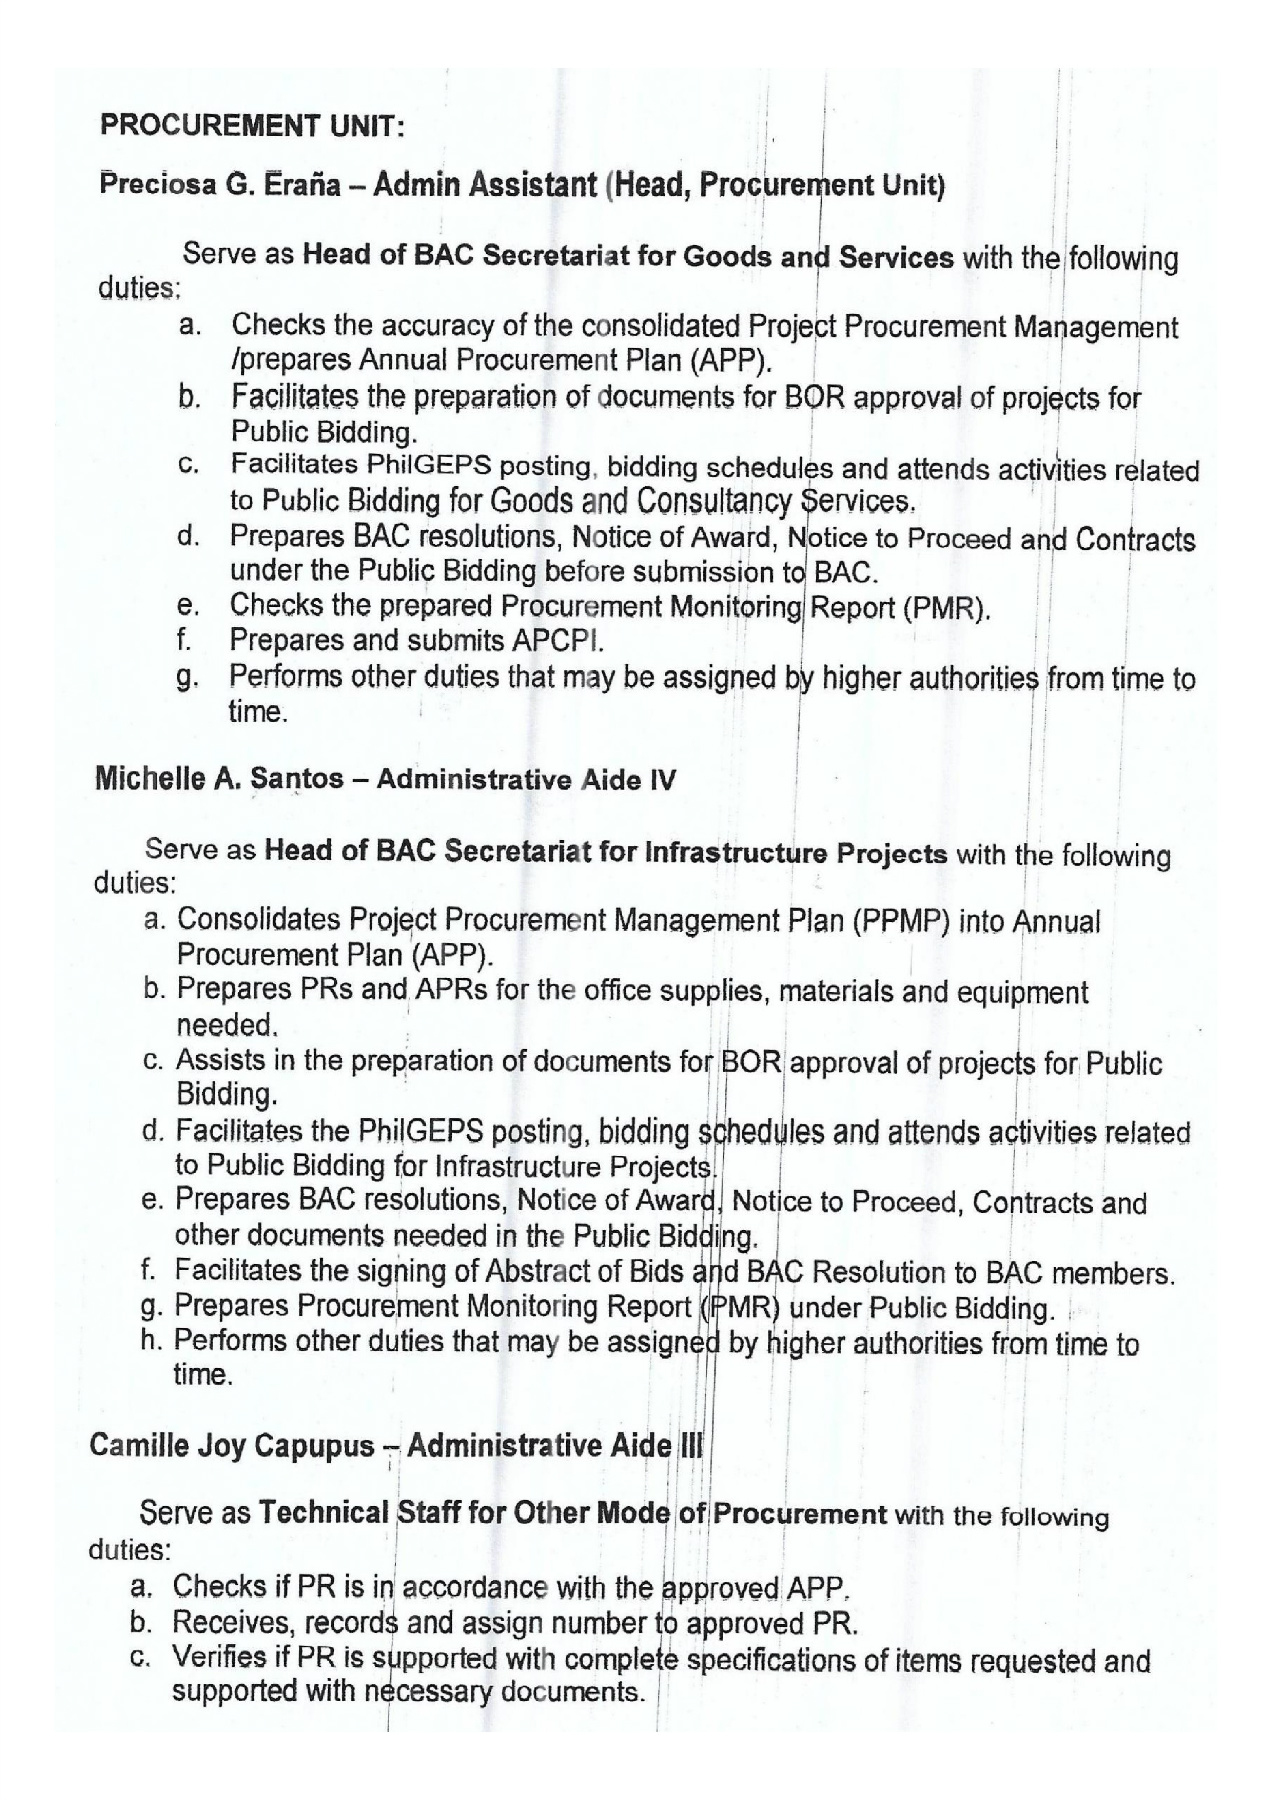 PROCUREMENT UNIT:
Preciosa G. Eraña – Admin Assistant (Head, Procurement Unit)
Serve as Head of BAC Secretariat for Goods and Services with the following
duties:
a. Checks the accuracy of the consolidated Project Procurement Management
/prepares Annual Procurement Plan (APP).
b. Facilitates the preparation of documents for BOR approval of projects for
Public Bidding.
c. Facilitates PhilGEPS posting, bidding schedules and attends activities related
to Public Bidding for Goods and Consultancy Services.
d. Prepares BAC resolutions, Notice of Award, Notice to Proceed and Contracts
under the Public Bidding before submission to BAC.
e. Checks the prepared Procurement Monitoring Report (PMR).
f. Prepares and submits APCPI.
g. Performs other duties that may be assigned by higher authorities from time to
time.
Michelle A. Santos – Administrative Aide IV
Serve as Head of BAC Secretariat for Infrastructure Projects with the following
duties:
a. Consolidates Project Procurement Management Plan (PPMP) into Annual
Procurement Plan (APP).
b. Prepares PRs and APRs for the office supplies, materials and equipment
needed.
c. Assists in the preparation of documents for BOR approval of projects for Public
Bidding.
d. Facilitates the PhilGEPS posting, bidding schedules and attends activities related
to Public Bidding for Infrastructure Projects.
e. Prepares BAC resolutions, Notice of Award, Notice to Proceed, Contracts and
other documents needed in the Public Bidding.
f. Facilitates the signing of Abstract of Bids and BAC Resolution to BAC members.
g. Prepares Procurement Monitoring Report (PMR) under Public Bidding.
h. Performs other duties that may be assigned by higher authorities from time to
time.
Camille Joy Capupus – Administrative Aide III
Serve as Technical Staff for Other Mode of Procurement with the following
duties:
a. Checks if PR is in accordance with the approved APP.
b. Receives, records and assign number to approved PR.
c. Verifies if PR is supported with complete specifications of items requested and
supported with necessary documents.